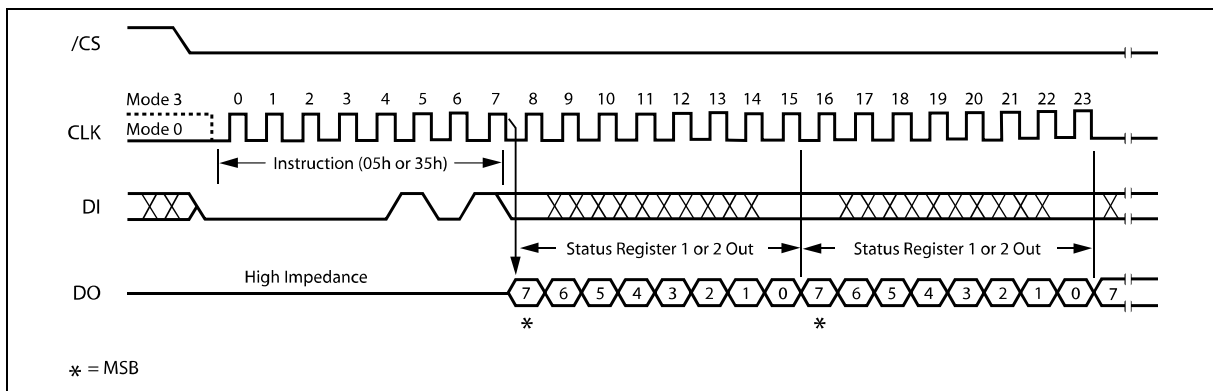 /CS
Mode 3
0 1 2 3 4 5 6 7 8 9 10 11 12 13 14 15 16 17 18 19 20 21 22 23
CLK
Mode 0
Instruction (05h or 35h)
DI
Status Register 1 or 2 Out
Status Register 1 or 2 Out
High Impedance
DO
7 6 5 4 3 2 1 0 7 6 5 4 3 2 1 0 7
* *
* = MSB